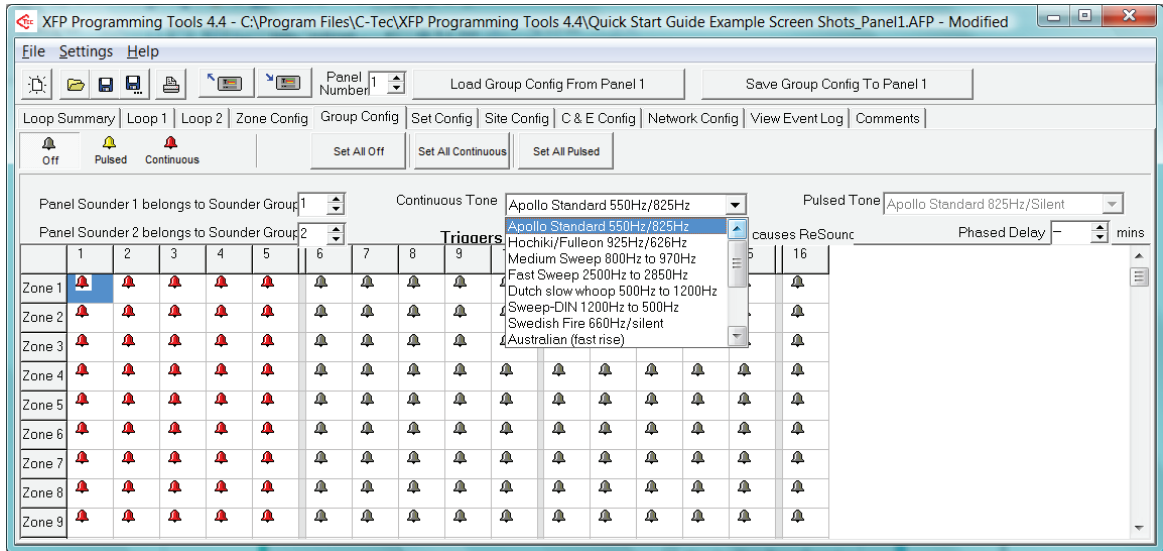 XFP Programming Tools 4.4 - C:\Program Files\C-Tec\XFP Programming Tools 4.4\Quick Start Guide Example Screen Shots_Panel1.AFP - Modified
File Settings Help
Panel Number 1 Load Group Config From Panel 1 Save Group Config To Panel 1
Loop Summary Loop 1 Loop 2 Zone Config Group Config Set Config Site Config C & E Config Network Config View Event Log Comments
Off Pulsed Continuous Set All Off Set All Continuous Set All Pulsed
Panel Sounder 1 belongs to Sounder Group 1 Continuous Tone Apollo Standard 550Hz/825Hz Pulsed Tone Apollo Standard 825Hz/Silent
Panel Sounder 2 belongs to Sounder Group 2 Triggers causes ReSound Phased Delay – mins
Apollo Standard 550Hz/825Hz
Hochiki/Fulleon 925Hz/626Hz
Medium Sweep 800Hz to 970Hz
Fast Sweep 2500Hz to 2850Hz
Dutch slow whoop 500Hz to 1200Hz
Sweep-DIN 1200Hz to 500Hz
Swedish Fire 660Hz/silent
Australian (fast rise)
1 2 3 4 5 6 7 8 9 16
Zone 1
Zone 2
Zone 3
Zone 4
Zone 5
Zone 6
Zone 7
Zone 8
Zone 9